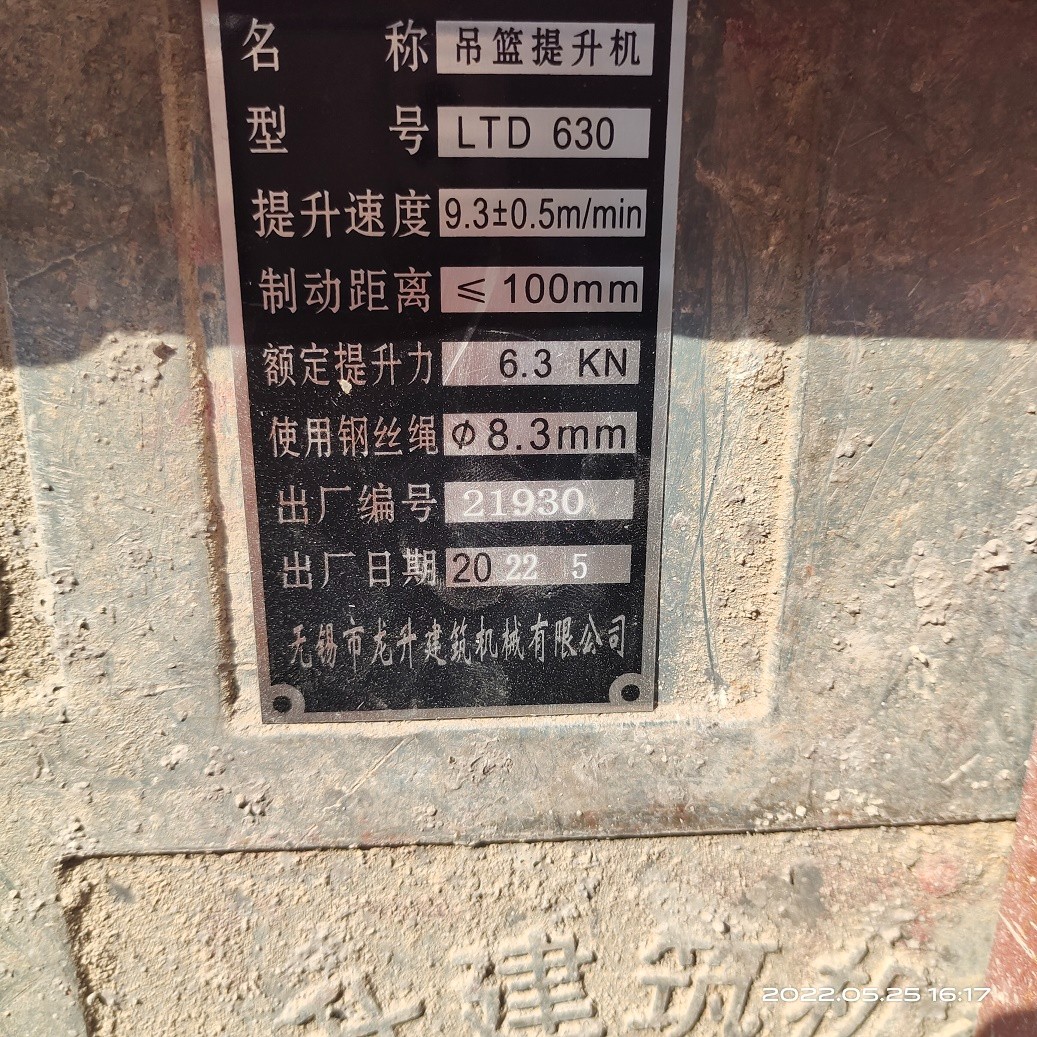 名 称 吊篮提升机
型 号 LTD 630
提升速度 9.3±0.5m/min
制动距离 ≤100mm
额定提升力 6.3 KN
使用钢丝绳 Φ8.3mm
出厂编号 21930
出厂日期 20 22 5
无锡市龙升建筑机械有限公司
升建筑
2022.05.25 16:17